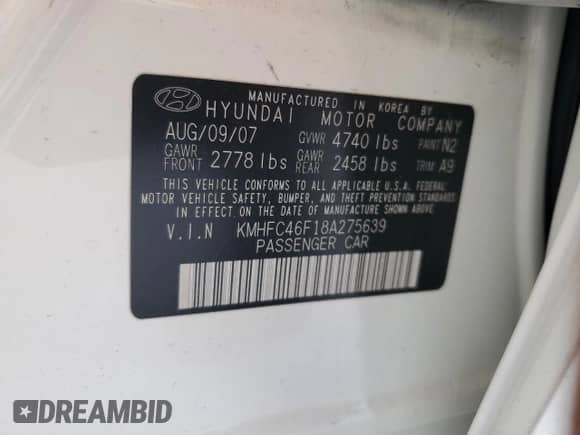 MANUFACTURED IN KOREA BY
HYUNDAI MOTOR COMPANY
AUG/09/07 GVWR 4740 lbs PAINT N2
GAWR FRONT 2778 lbs GAWR REAR 2458 lbs TRIM A9
THIS VEHICLE CONFORMS TO ALL APPLICABLE U.S.A. FEDERAL
MOTOR VEHICLE SAFETY, BUMPER, AND THEFT PREVENTION STANDARDS
IN EFFECT ON THE DATE OF MANUFACTURE SHOWN ABOVE.
V.I.N KMHFC46F18A275639
PASSENGER CAR
DREAMBID